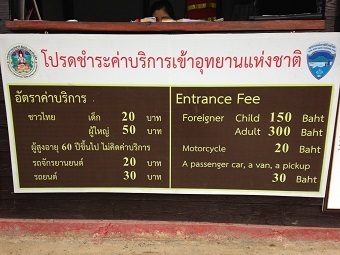 โปรดชำระค่าบริการเข้าอุทยานแห่งชาติ
อัตราค่าบริการ
ชาวไทย เด็ก 20 บาท
ผู้ใหญ่ 50 บาท
ผู้สูงอายุ 60 ปีขึ้นไป ไม่คิดค่าบริการ
รถจักรยานยนต์ 20 บาท
รถยนต์ 30 บาท
Entrance Fee
Foreigner Child 150 Baht
Adult 300 Baht
Motorcycle 20 Baht
A passenger car, a van, a pickup
30 Baht